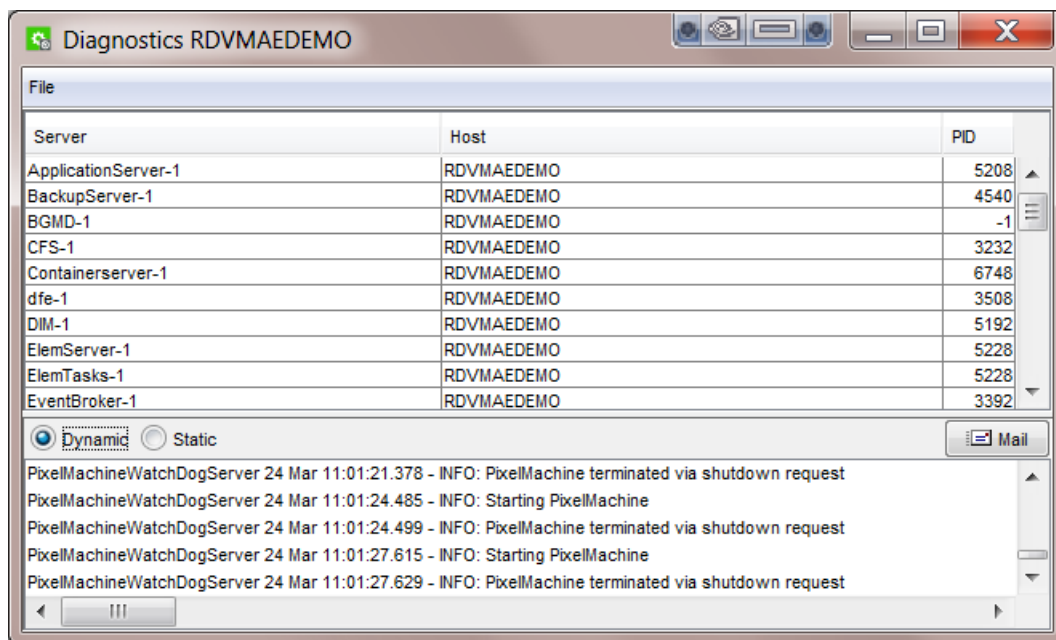 Diagnostics RDVMAEDEMO
File
Server Host PID
ApplicationServer-1 RDVMAEDEMO 5208
BackupServer-1 RDVMAEDEMO 4540
BGMD-1 RDVMAEDEMO -1
CFS-1 RDVMAEDEMO 3232
Containerserver-1 RDVMAEDEMO 6748
dfe-1 RDVMAEDEMO 3508
DIM-1 RDVMAEDEMO 5192
ElemServer-1 RDVMAEDEMO 5228
ElemTasks-1 RDVMAEDEMO 5228
EventBroker-1 RDVMAEDEMO 3392
Dynamic Static Mail
PixelMachineWatchDogServer 24 Mar 11:01:21.378 - INFO: PixelMachine terminated via shutdown request
PixelMachineWatchDogServer 24 Mar 11:01:24.485 - INFO: Starting PixelMachine
PixelMachineWatchDogServer 24 Mar 11:01:24.499 - INFO: PixelMachine terminated via shutdown request
PixelMachineWatchDogServer 24 Mar 11:01:27.615 - INFO: Starting PixelMachine
PixelMachineWatchDogServer 24 Mar 11:01:27.629 - INFO: PixelMachine terminated via shutdown request